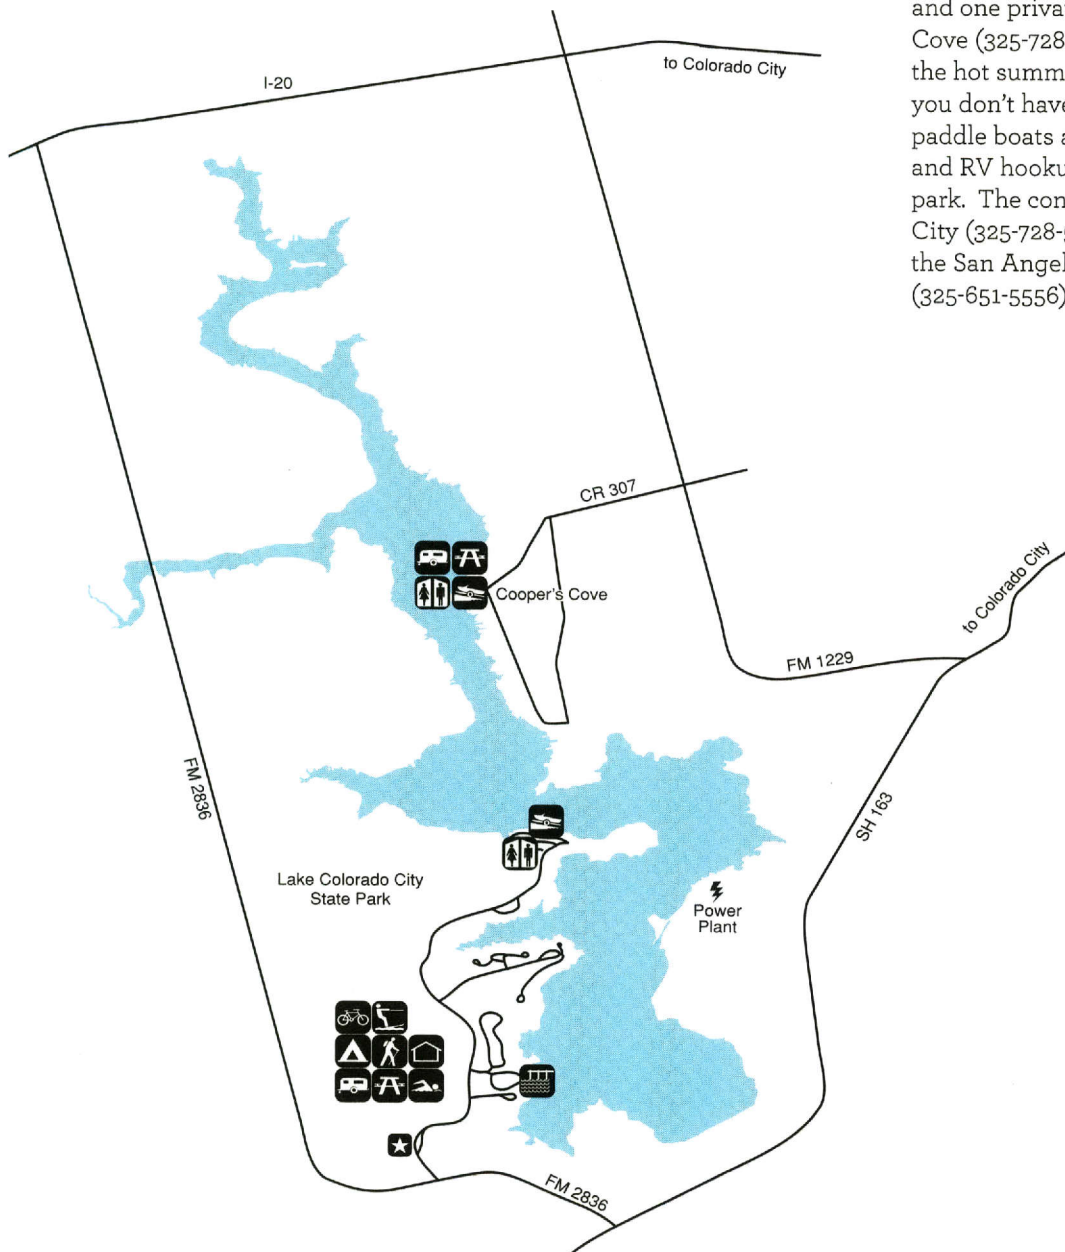 and one priva
Cove (325-728
the hot summ
you don't have
paddle boats a
and RV hooku
park. The con
City (325-728-
the San Angel
(325-651-5556)
to Colorado City
I-20
CR 307
Cooper's Cove
to Colorado City
FM 1229
FM 2836
SH 163
Lake Colorado City
State Park
Power
Plant
FM 2836